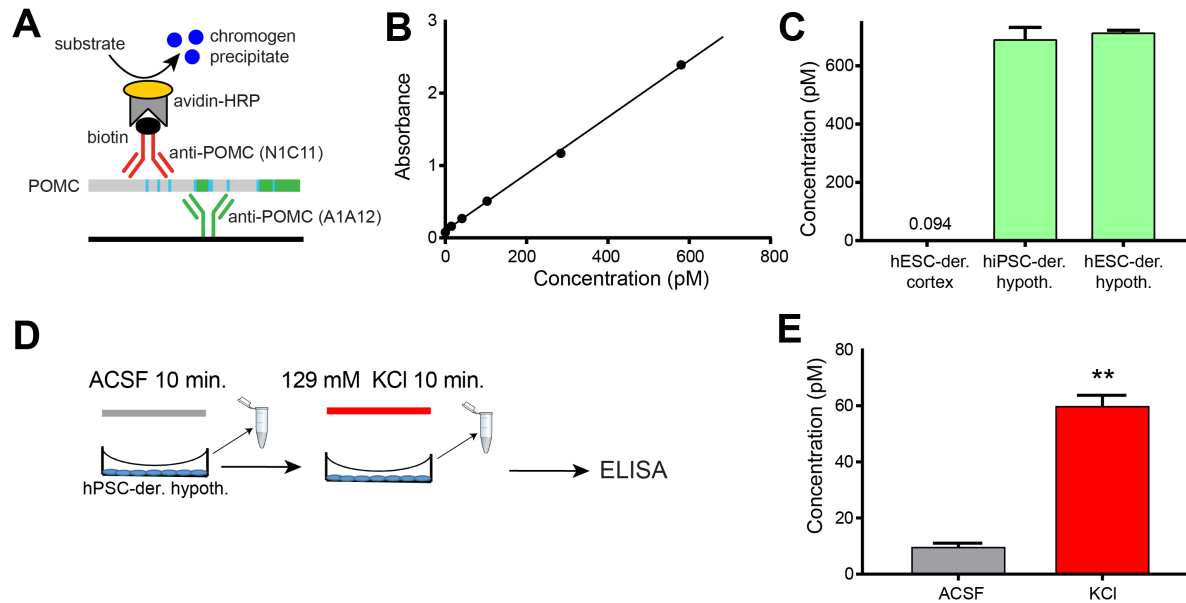 A
substrate
chromogen
precipitate
avidin-HRP
biotin
anti-POMC (N1C11)
POMC
anti-POMC (A1A12)
B
Absorbance
3
2
1
0
0
200
400
600
800
Concentration (pM)
C
Concentration (pM)
600
400
200
0
0.094
hESC-der.
cortex
hiPSC-der.
hypoth.
hESC-der.
hypoth.
D
ACSF 10 min.
129 mM KCl 10 min.
hPSC-der. hypoth.
ELISA
E
Concentration (pM)
80
60
40
20
0
**
ACSF
KCl